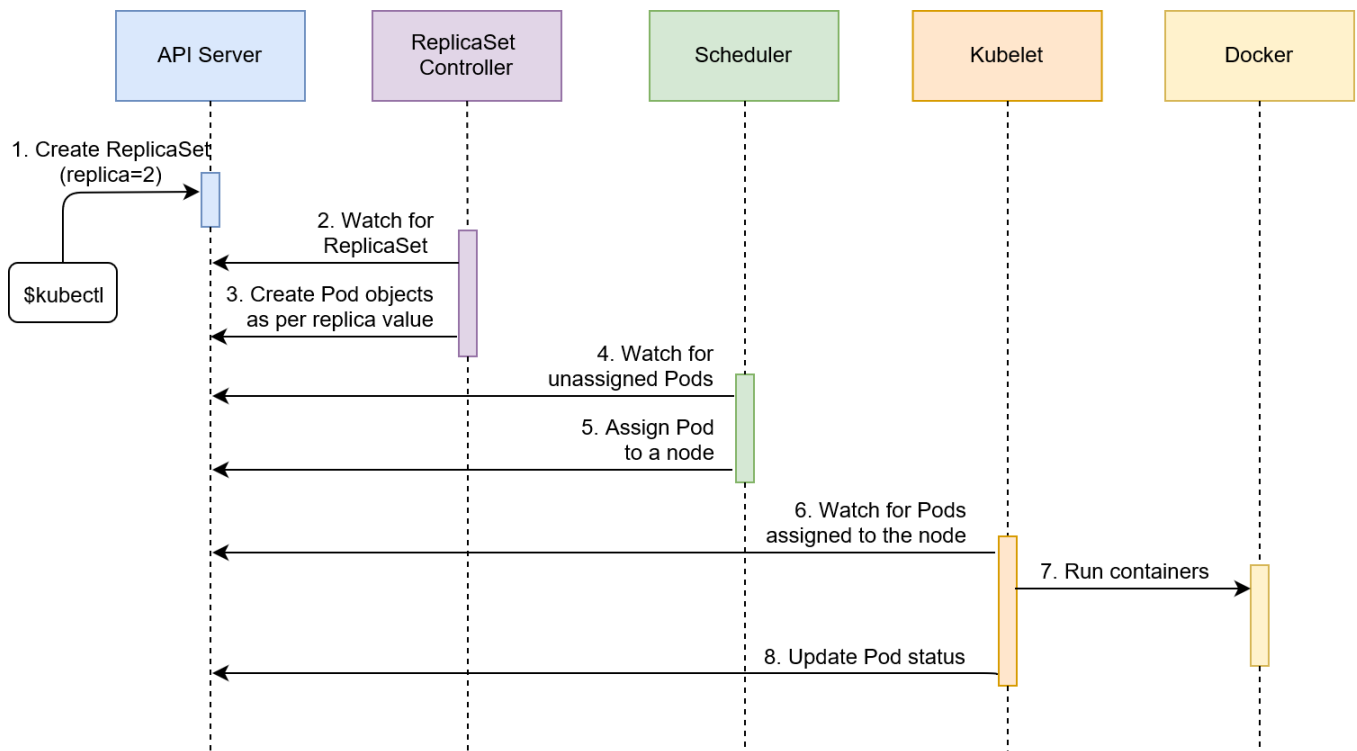 API Server
ReplicaSet
Controller
Scheduler
Kubelet
Docker
1. Create ReplicaSet
(replica=2)
$kubectl
2. Watch for
ReplicaSet
3. Create Pod objects
as per replica value
4. Watch for
unassigned Pods
5. Assign Pod
to a node
6. Watch for Pods
assigned to the node
7. Run containers
8. Update Pod status